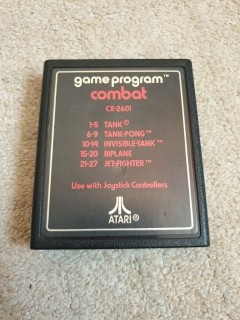 game program™
combat
CX-2601
1-5 TANK®
6-9 TANK-PONG™
10-14 INVISIBLE-TANK™
15-20 BIPLANE
21-27 JET-FIGHTER™
Use with Joystick Controllers
ATARI®